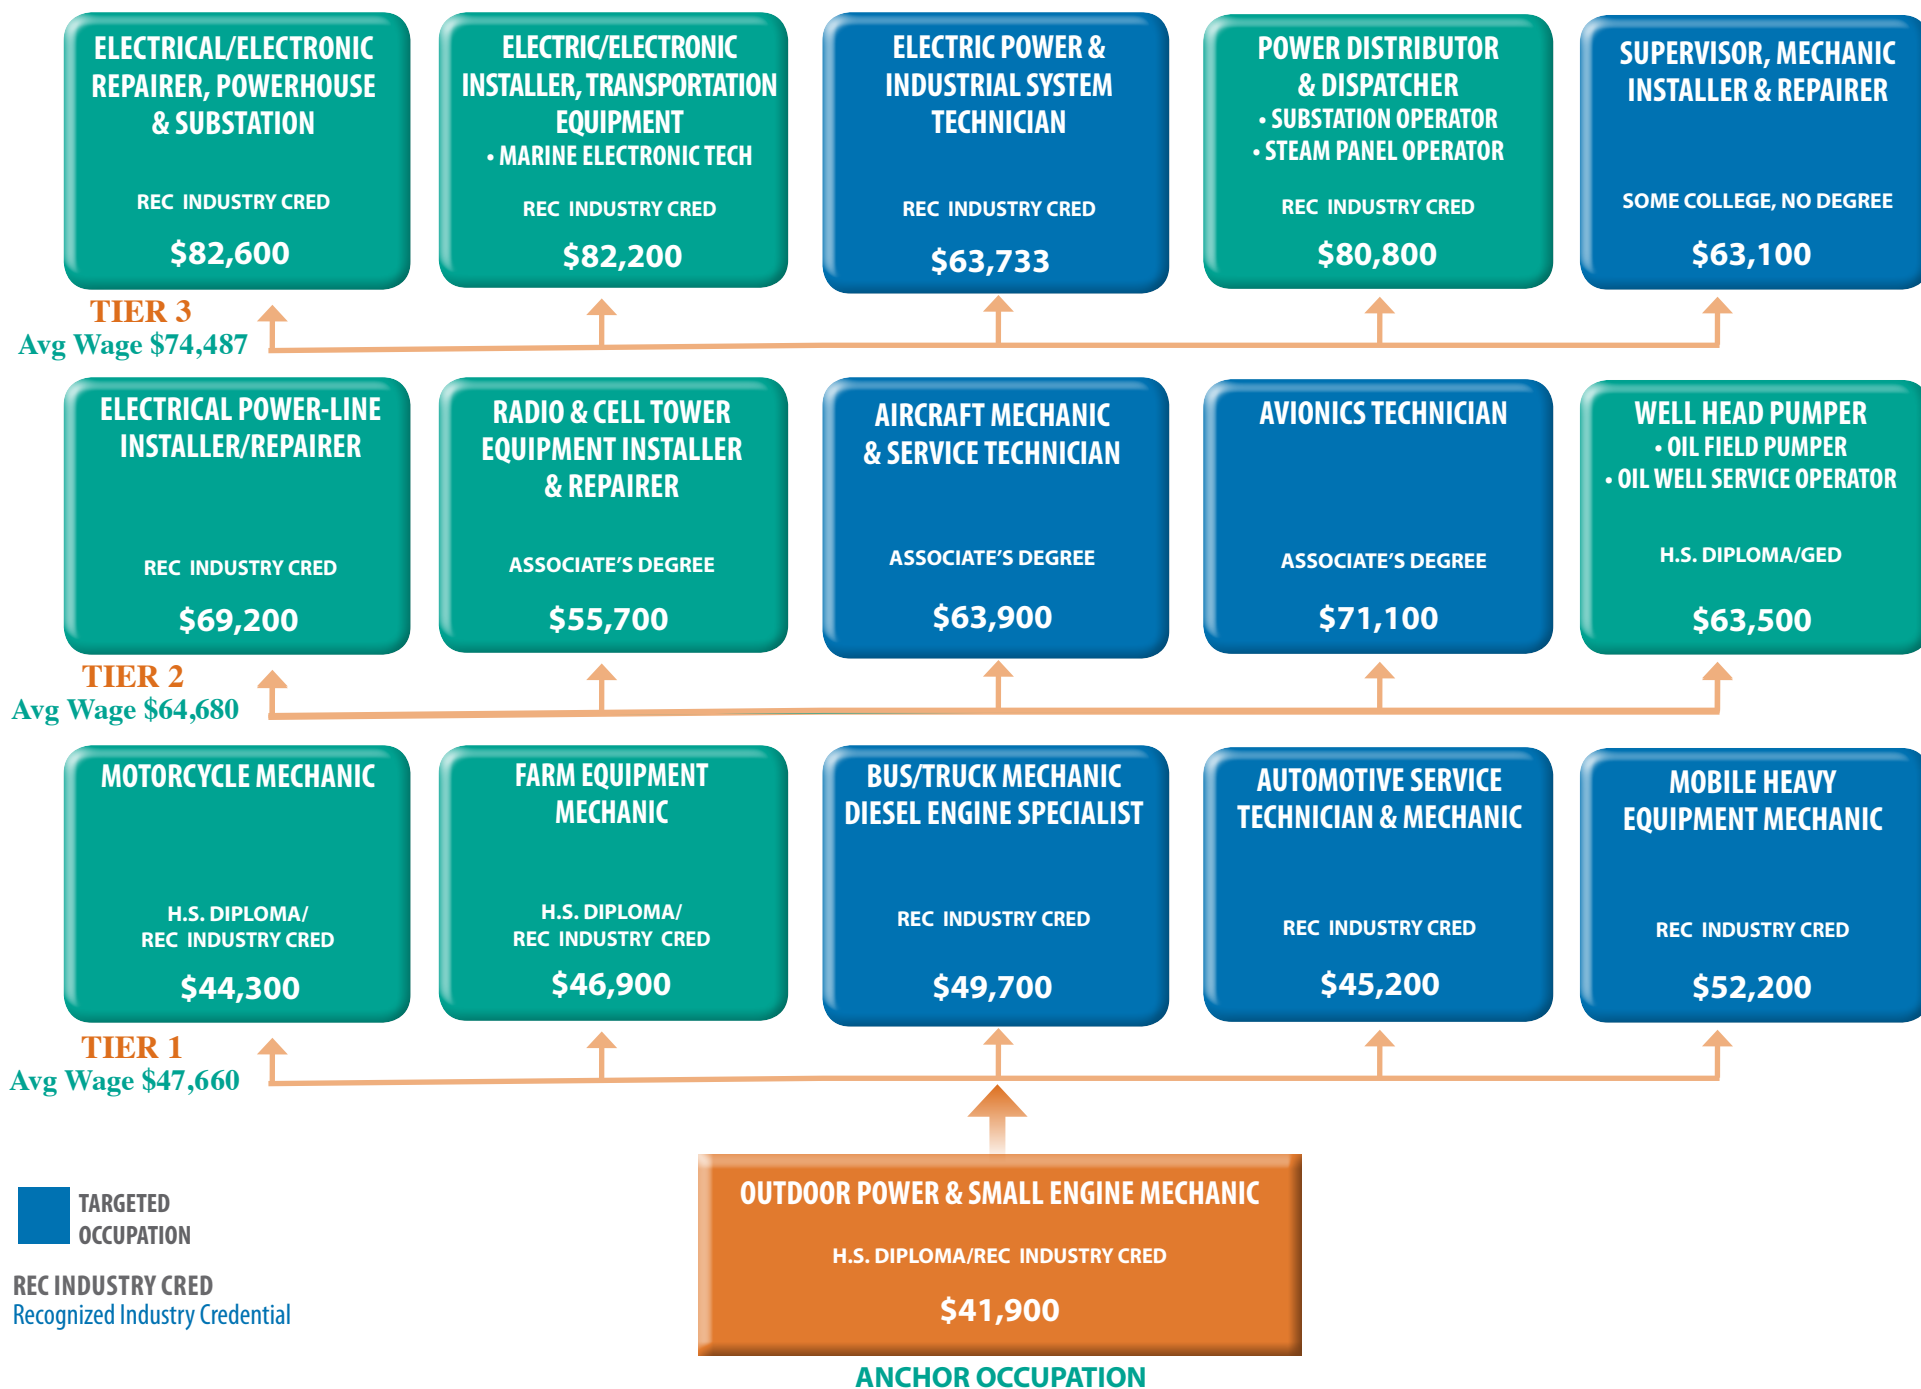 ELECTRICAL/ELECTRONIC
REPAIRER, POWERHOUSE
& SUBSTATION
REC INDUSTRY CRED
$82,600
ELECTRIC/ELECTRONIC
INSTALLER, TRANSPORTATION
EQUIPMENT
• MARINE ELECTRONIC TECH
REC INDUSTRY CRED
$82,200
ELECTRIC POWER &
INDUSTRIAL SYSTEM
TECHNICIAN
REC INDUSTRY CRED
$63,733
POWER DISTRIBUTOR
& DISPATCHER
• SUBSTATION OPERATOR
• STEAM PANEL OPERATOR
REC INDUSTRY CRED
$80,800
SUPERVISOR, MECHANIC
INSTALLER & REPAIRER
SOME COLLEGE, NO DEGREE
$63,100
TIER 3
Avg Wage $74,487
ELECTRICAL POWER-LINE
INSTALLER/REPAIRER
REC INDUSTRY CRED
$69,200
RADIO & CELL TOWER
EQUIPMENT INSTALLER
& REPAIRER
ASSOCIATE'S DEGREE
$55,700
AIRCRAFT MECHANIC
& SERVICE TECHNICIAN
ASSOCIATE'S DEGREE
$63,900
AVIONICS TECHNICIAN
ASSOCIATE'S DEGREE
$71,100
WELL HEAD PUMPER
• OIL FIELD PUMPER
• OIL WELL SERVICE OPERATOR
H.S. DIPLOMA/GED
$63,500
TIER 2
Avg Wage $64,680
MOTORCYCLE MECHANIC
H.S. DIPLOMA/
REC INDUSTRY CRED
$44,300
FARM EQUIPMENT
MECHANIC
H.S. DIPLOMA/
REC INDUSTRY CRED
$46,900
BUS/TRUCK MECHANIC
DIESEL ENGINE SPECIALIST
REC INDUSTRY CRED
$49,700
AUTOMOTIVE SERVICE
TECHNICIAN & MECHANIC
REC INDUSTRY CRED
$45,200
MOBILE HEAVY
EQUIPMENT MECHANIC
REC INDUSTRY CRED
$52,200
TIER 1
Avg Wage $47,660
OUTDOOR POWER & SMALL ENGINE MECHANIC
H.S. DIPLOMA/REC INDUSTRY CRED
$41,900
ANCHOR OCCUPATION
TARGETED
OCCUPATION
REC INDUSTRY CRED
Recognized Industry Credential